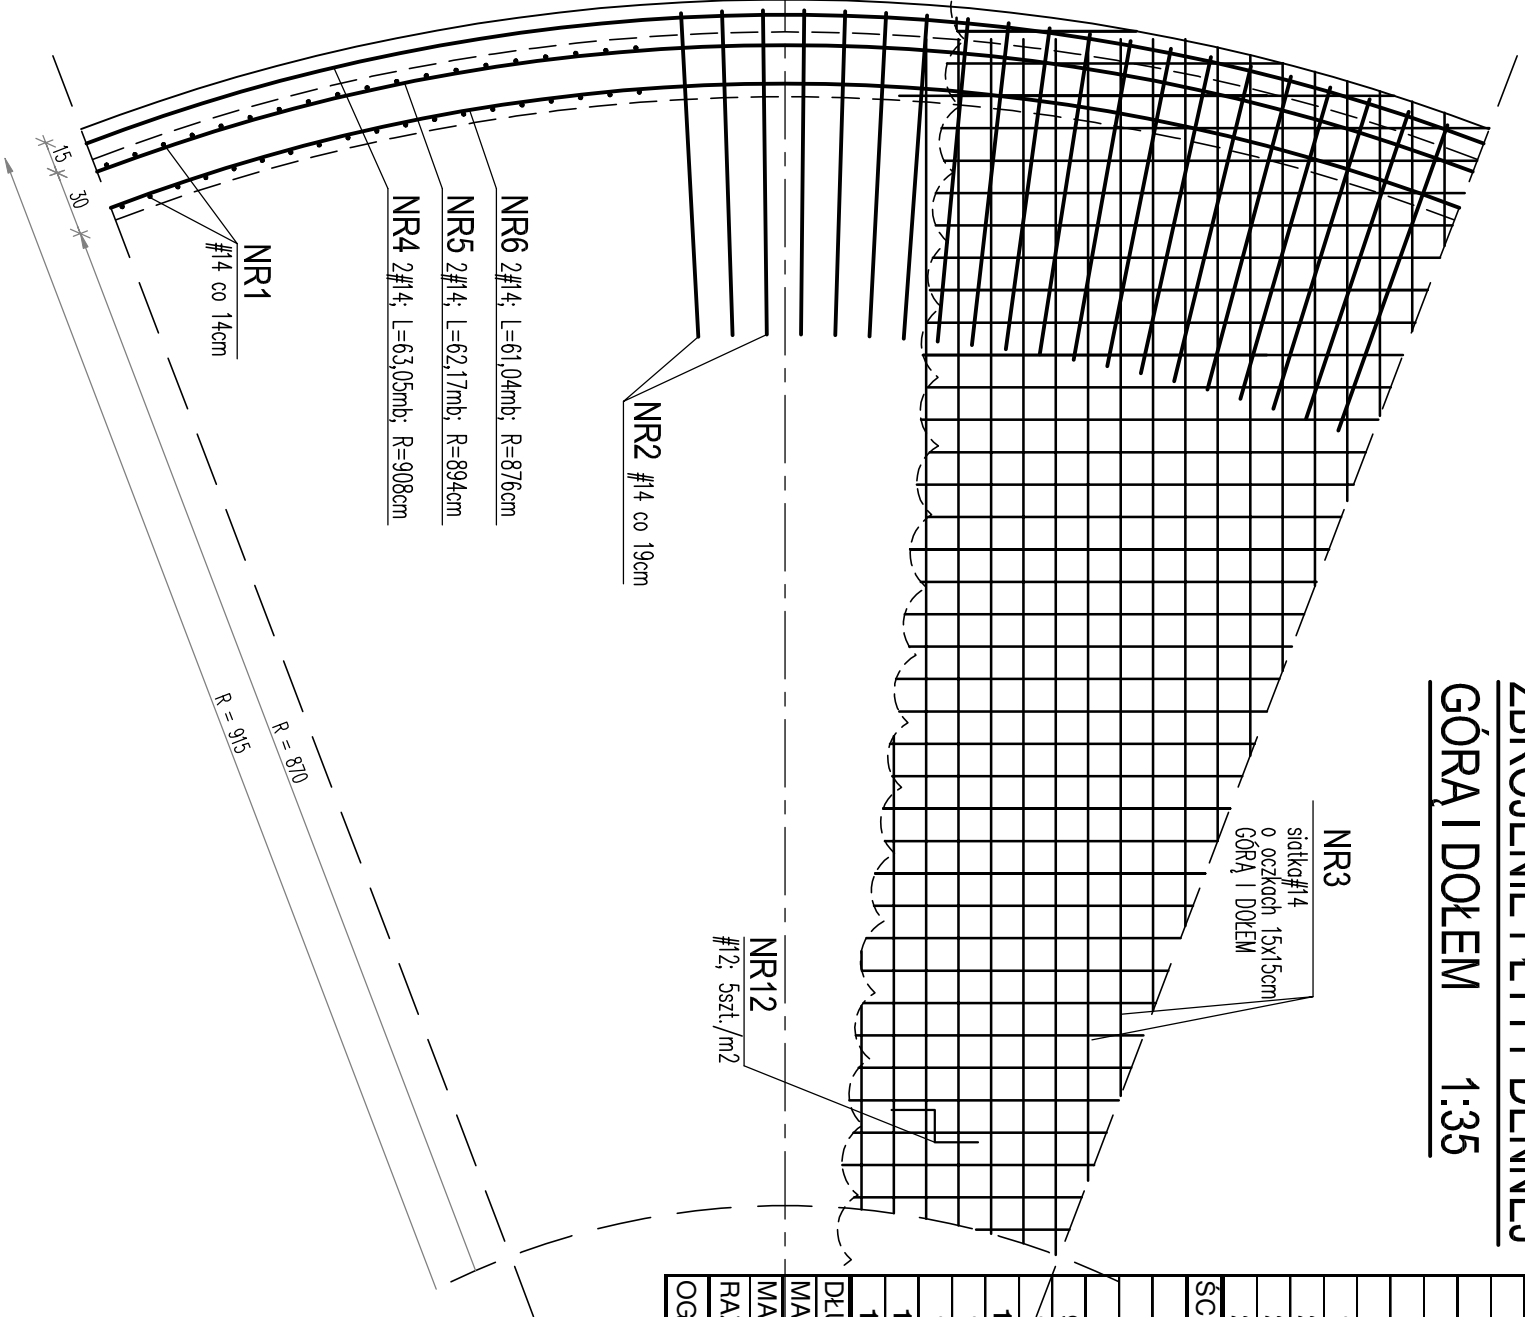 GÓRĄ I DOŁEM 1:35
NR3
siatka#14
o oczkach 15x15cm
GÓRĄ I DOŁEM
NR12
#12; 5szt./m2
NR2 #14 co 19cm
NR6 2#14; L=61,04mb; R=876cm
NR5 2#14; L=62,17mb; R=894cm
NR4 2#14; L=63,05mb; R=908cm
NR1
#14 co 14cm
15
30
R = 870
R = 915